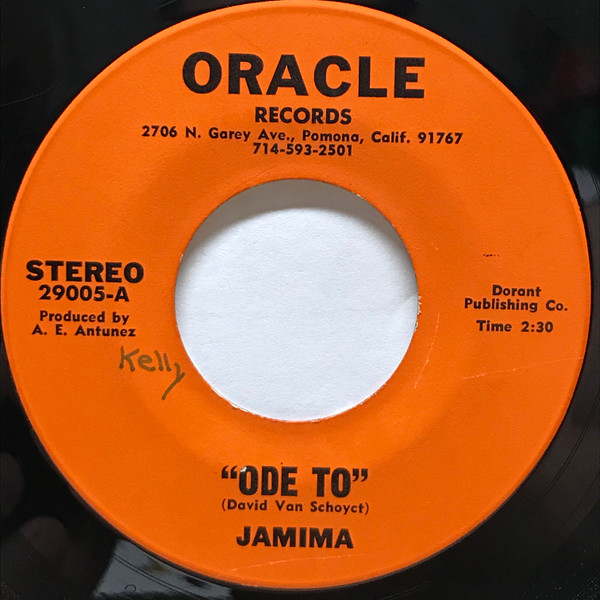 ORACLE
RECORDS
2706 N. Garey Ave., Pomona, Calif. 91767
714-593-2501
STEREO
29005-A
Produced by
A. E. Antunez
Kelly
Dorant
Publishing Co.
Time 2:30
"ODE TO"
(David Van Schoyct)
JAMIMA